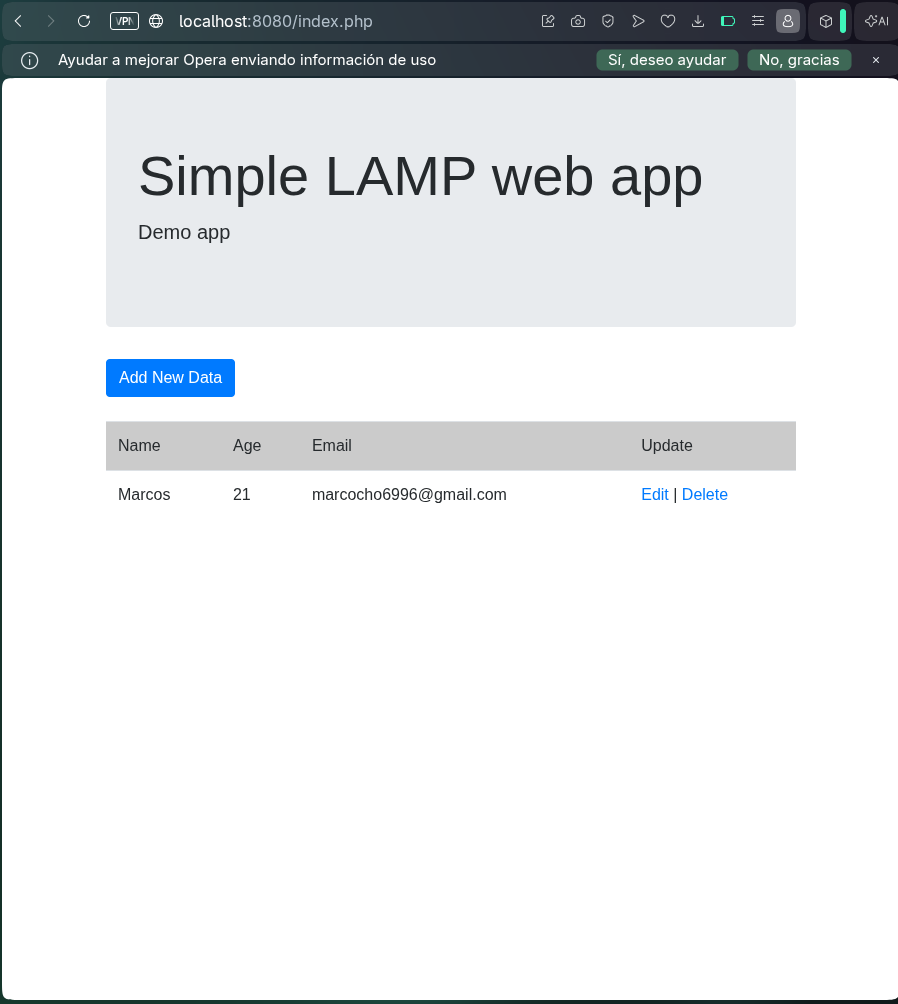 VPN localhost:8080/index.php AI
Ayudar a mejorar Opera enviando información de uso Sí, deseo ayudar No, gracias ×
Simple LAMP web app
Demo app
Add New Data
Name Age Email Update
Marcos 21 marcocho6996@gmail.com Edit | Delete